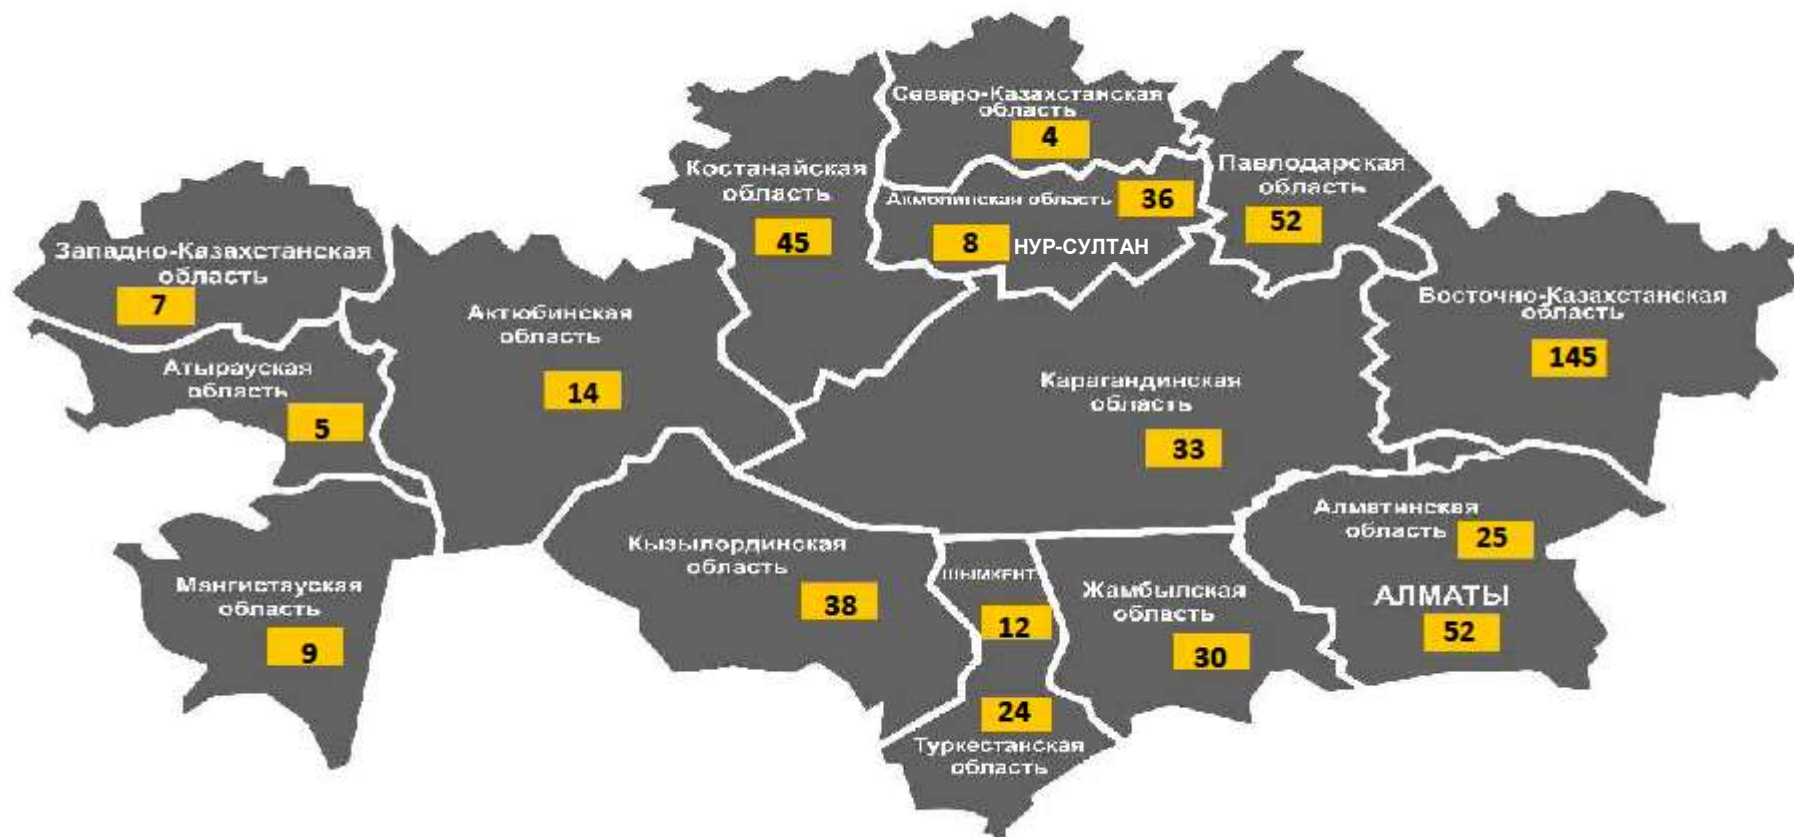 Северо-Казахстанская
область
4
Костанайская
область
45
Акмолинская область
36
8
НУР-СУЛТАН
Павлодарская
область
52
Западно-Казахстанская
область
7
Актюбинская
область
14
Восточно-Казахстанская
область
145
Атырауская
область
5
Карагандинская
область
33
Мангистауская
область
9
Кызылординская
область
38
ШЫМКЕНТ
12
24
Туркестанская
область
Жамбылская
область
30
Алматинская
область
25
АЛМАТЫ
52